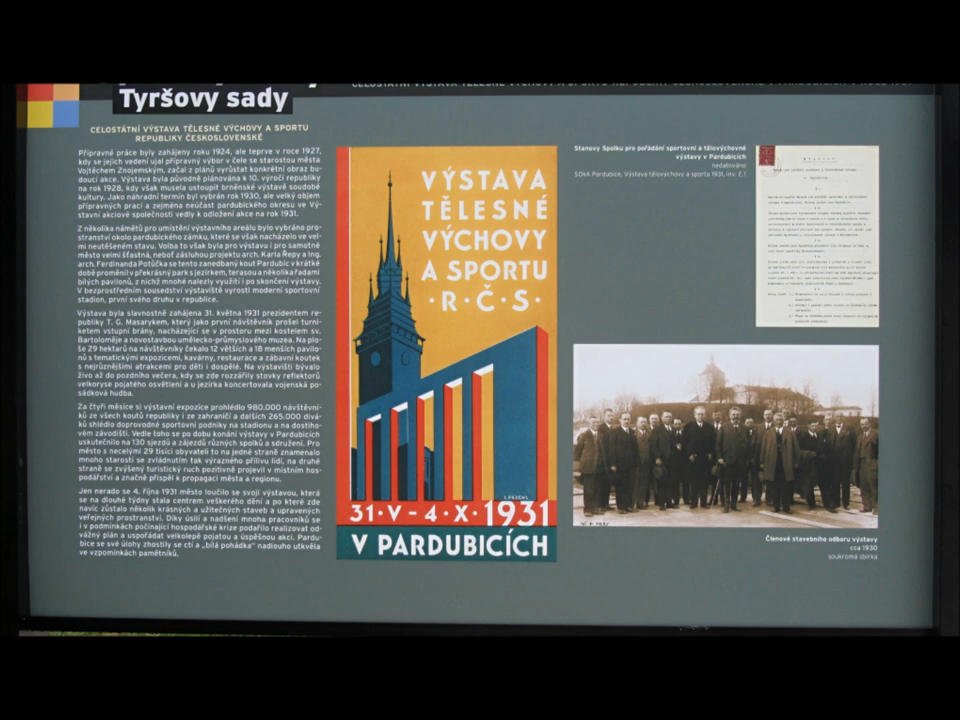 Tyršovy sady
CELOSTÁTNÍ VÝSTAVA TĚLESNÉ VÝCHOVY A SPORTU
REPUBLIKY ČESKOSLOVENSKÉ
Přípravné práce byly zahájeny roku 1924, ale teprve v roce 1927,
kdy se jejich vedení ujal přípravný výbor v čele se starostou města
Vojtěchem Znojemským, začal z plánů vyrůstat konkrétní obraz bu-
doucí akce. Výstava byla původně plánována k 10. výročí republiky
na rok 1928, kdy však musela ustoupit brněnské výstavě soudobé
kultury. Jako náhradní termín byl vybrán rok 1930, ale velký objem
přípravných prací a zejména neúčast pardubického okresu ve Vý-
stavní akciové společnosti vedly k odložení akce na rok 1931.
Z několika námětů pro umístění výstavního areálu bylo vybráno pro-
stranství okolo pardubického zámku, které se však nacházelo ve vel-
mi neutěšeném stavu. Volba to však byla pro výstavu i pro samotné
město velmi šťastná, neboť zásluhou projektu arch. Karla Řepy a Ing.
arch. Ferdinanda Potůčka se tento zanedbaný kout Pardubic v krátké
době proměnil v překrásný park s jezírkem, terasou a několika řadami
bílých pavilonů, z nichž mnohé nalezly využití i po skončení výstavy.
V bezprostředním sousedství výstaviště vyrostl moderní sportovní
stadion, první svého druhu v republice.
Výstava byla slavnostně zahájena 31. května 1931 prezidentem re-
publiky T. G. Masarykem, který jako první návštěvník prošel turni-
ketem vstupní brány, nacházející se v prostoru mezi kostelem sv.
Bartoloměje a novostavbou umělecko-průmyslového muzea. Na plo-
še 29 hektarů na návštěvníky čekalo 12 větších a 18 menších pavilo-
nů s tematickými expozicemi, kavárny, restaurace a zábavní koutek
s nejrůznějšími atrakcemi pro děti i dospělé. Na výstavišti bývalo
živo až do pozdního večera, kdy se zde rozzářily stovky reflektorů
velkoryse pojatého osvětlení a u jezírka koncertovala vojenská po-
sádková hudba.
Za čtyři měsíce si výstavní expozice prohlédlo 980.000 návštěvní-
ků ze všech koutů republiky i ze zahraničí a dalších 265.000 divá-
ků shlédlo doprovodné sportovní podniky na stadionu a na dostiho-
vém závodišti. Vedle toho se po dobu konání výstavy v Pardubicích
uskutečnilo na 130 sjezdů a zájezdů různých spolků a sdružení. Pro
město s necelými 29 tisíci obyvateli to na jedné straně znamenalo
mnoho starostí se zvládnutím tak výrazného přílivu lidí, na druhé
straně se zvýšený turistický ruch pozitivně projevil v místním hos-
podářství a značně přispěl k propagaci města a regionu.
Jen nerado se 4. října 1931 město loučilo se svojí výstavou, která
se na dlouhé týdny stala centrem veškerého dění a po které zde
navíc zůstalo několik krásných a užitečných staveb a upravených
veřejných prostranství. Díky úsilí a nadšení mnoha pracovníků se
i v podmínkách počínající hospodářské krize podařilo realizovat od-
vážný plán a uspořádat velkolepě pojatou a úspěšnou akci. Pardu-
bice se své úlohy zhostily se ctí a „bílá pohádka" nadlouho utkvěla
ve vzpomínkách pamětníků.
VÝSTAVA
TĚLESNÉ
VÝCHOVY
A SPORTU
· R · Č · S ·
31 · V – 4 · X · 1931
V PARDUBICÍCH
Stanovy Spolku pro pořádání sportovní a tělovýchovné
výstavy v Pardubicích
nedatováno
SOkA Pardubice, Výstava tělovýchovy a sportu 1931, inv. č. 1
Členové stavebního odboru výstavy
cca 1930
soukromá sbírka